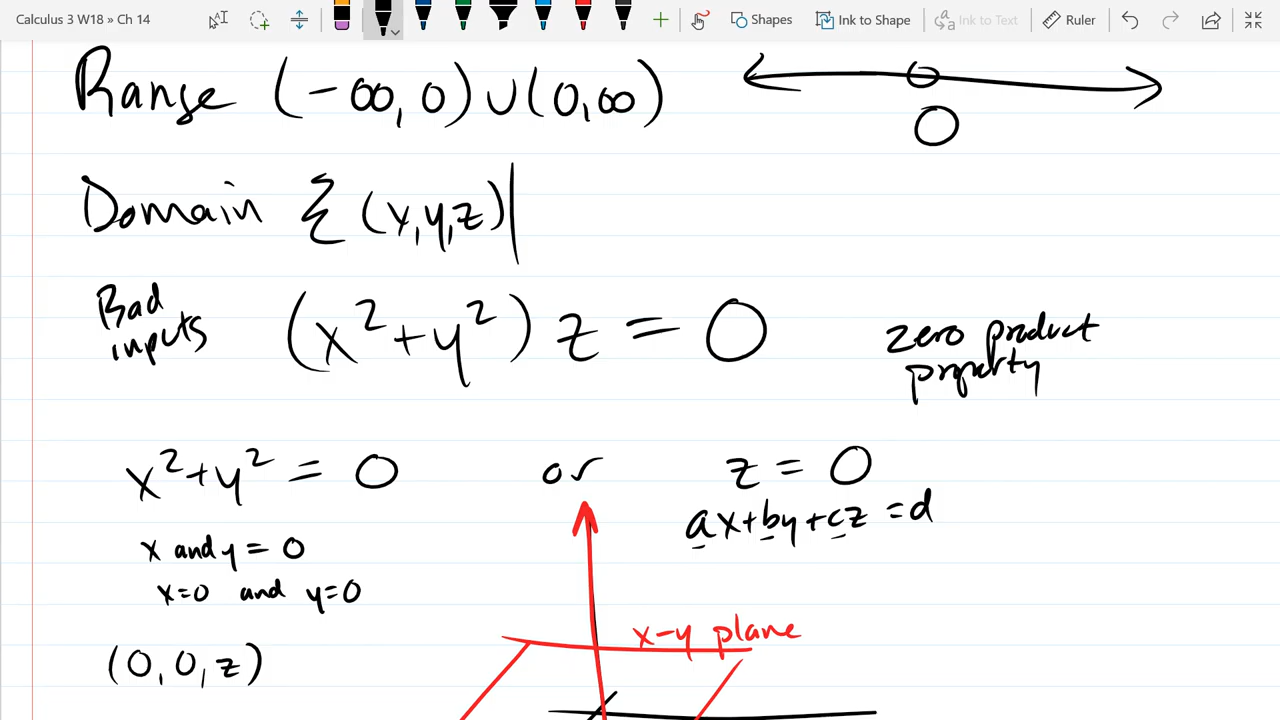 Calculus 3 W18 » Ch 14
Shapes Ink to Shape Ink to Text Ruler
Range (-∞, 0) ∪ (0, ∞)
0
Domain { (x, y, z) |
Bad
inputs
(x² + y²) z = 0
zero product
property
x² + y² = 0 or z = 0
ax + by + cz = d
x and y = 0
x=0 and y=0
x-y plane
(0, 0, z)